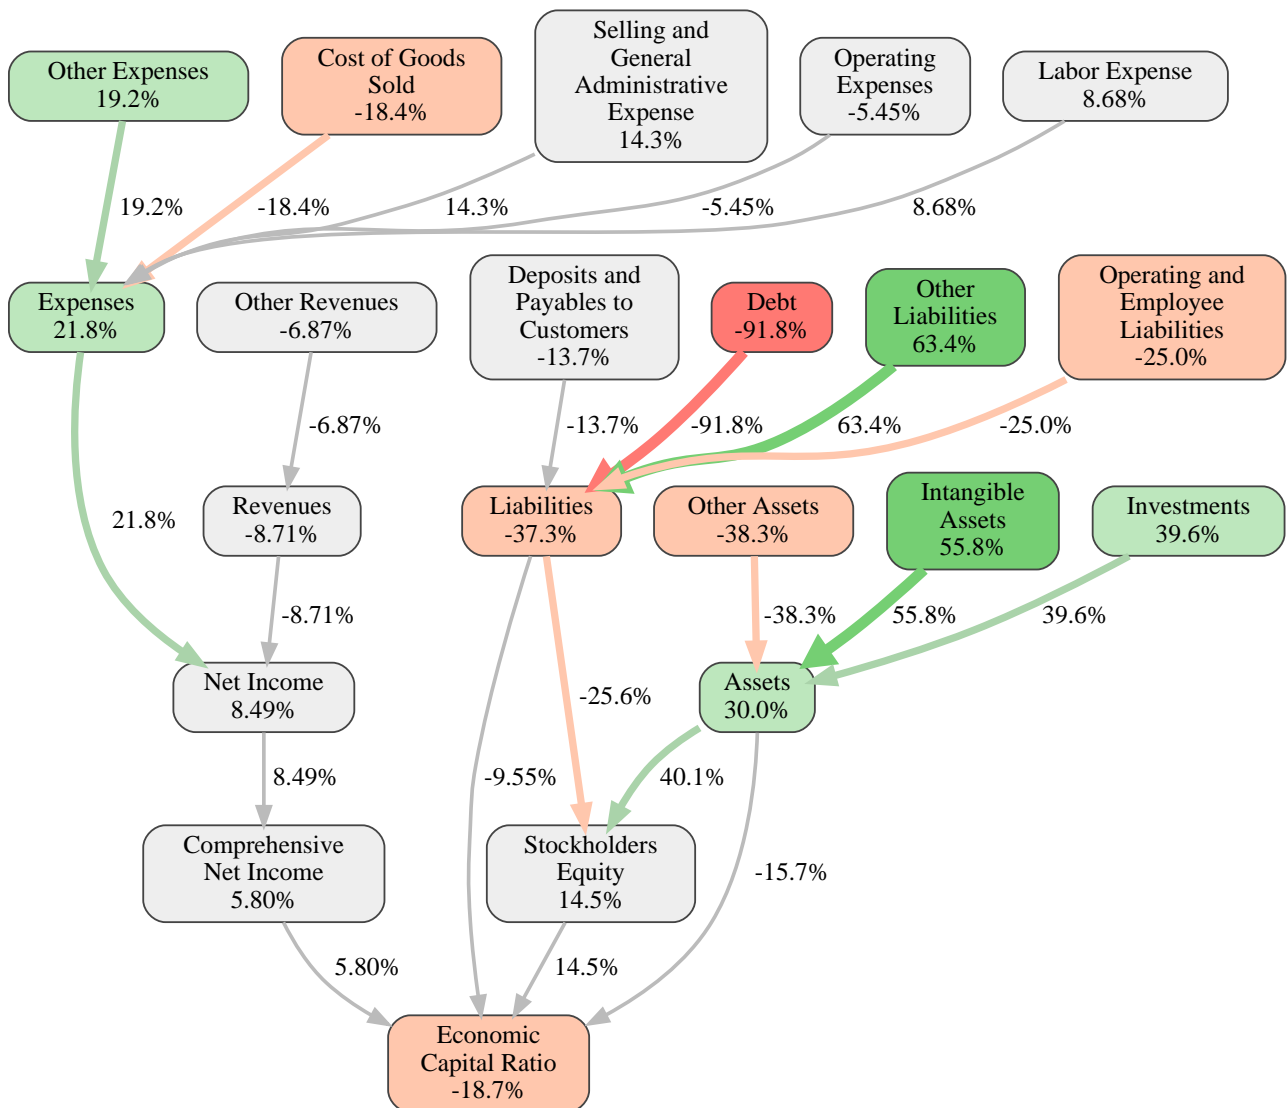 Other Expenses
19.2%
Cost of Goods
Sold
-18.4%
Selling and
General
Administrative
Expense
14.3%
Operating
Expenses
-5.45%
Labor Expense
8.68%
19.2%
-18.4%
14.3%
-5.45%
8.68%
Expenses
21.8%
Other Revenues
-6.87%
Deposits and
Payables to
Customers
-13.7%
Debt
-91.8%
Other
Liabilities
63.4%
Operating and
Employee
Liabilities
-25.0%
-6.87%
-13.7%
-91.8%
63.4%
-25.0%
21.8%
Revenues
-8.71%
Liabilities
-37.3%
Other Assets
-38.3%
Intangible
Assets
55.8%
Investments
39.6%
-8.71%
-38.3%
55.8%
39.6%
Net Income
8.49%
-25.6%
Assets
30.0%
8.49%
-9.55%
40.1%
Comprehensive
Net Income
5.80%
Stockholders
Equity
14.5%
-15.7%
5.80%
14.5%
Economic
Capital Ratio
-18.7%